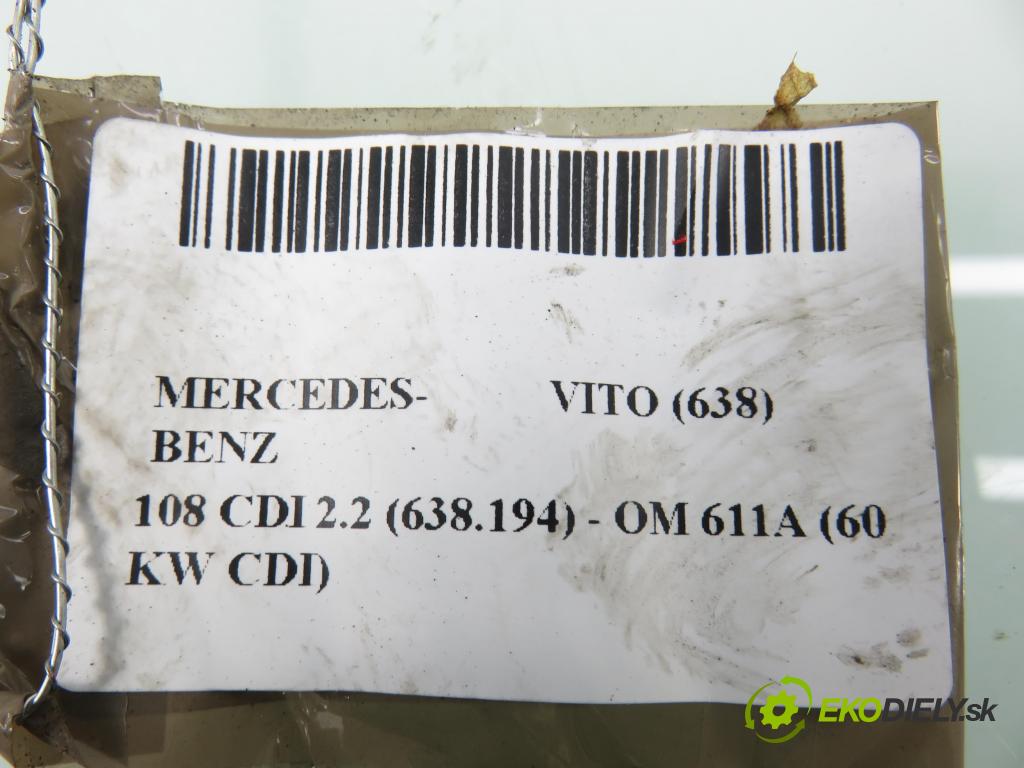 MERCEDES- VITO (638)
BENZ
108 CDI 2.2 (638.194) - OM 611A (60
KW CDI)
EKODIELY.sk